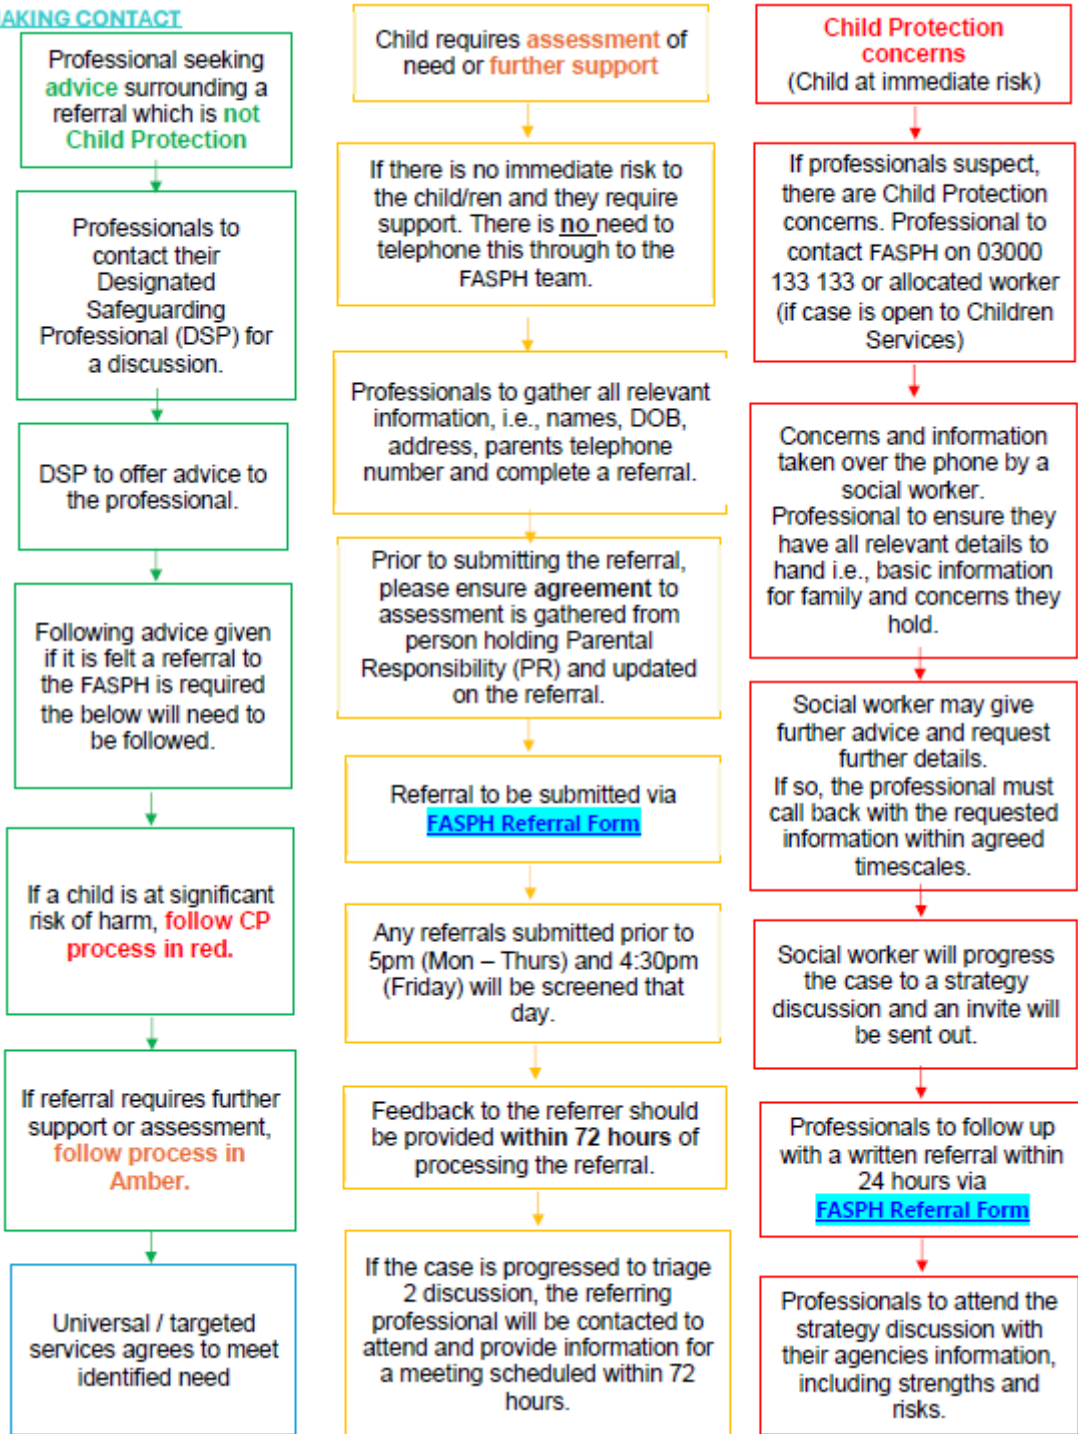 MAKING CONTACT
Professional seeking
advice surrounding a
referral which is not
Child Protection
Professionals to
contact their
Designated
Safeguarding
Professional (DSP) for
a discussion.
DSP to offer advice to
the professional.
Following advice given
if it is felt a referral to
the FASPH is required
the below will need to
be followed.
If a child is at significant
risk of harm, follow CP
process in red.
If referral requires further
support or assessment,
follow process in
Amber.
Universal / targeted
services agrees to meet
identified need
Child requires assessment of
need or further support
If there is no immediate risk to
the child/ren and they require
support. There is no need to
telephone this through to the
FASPH team.
Professionals to gather all relevant
information, i.e., names, DOB,
address, parents telephone
number and complete a referral.
Prior to submitting the referral,
please ensure agreement to
assessment is gathered from
person holding Parental
Responsibility (PR) and updated
on the referral.
Referral to be submitted via
FASPH Referral Form
Any referrals submitted prior to
5pm (Mon – Thurs) and 4:30pm
(Friday) will be screened that
day.
Feedback to the referrer should
be provided within 72 hours of
processing the referral.
If the case is progressed to triage
2 discussion, the referring
professional will be contacted to
attend and provide information for
a meeting scheduled within 72
hours.
Child Protection
concerns
(Child at immediate risk)
If professionals suspect,
there are Child Protection
concerns. Professional to
contact FASPH on 03000
133 133 or allocated worker
(if case is open to Children
Services)
Concerns and information
taken over the phone by a
social worker.
Professional to ensure they
have all relevant details to
hand i.e., basic information
for family and concerns they
hold.
Social worker may give
further advice and request
further details.
If so, the professional must
call back with the requested
information within agreed
timescales.
Social worker will progress
the case to a strategy
discussion and an invite will
be sent out.
Professionals to follow up
with a written referral within
24 hours via
FASPH Referral Form
Professionals to attend the
strategy discussion with
their agencies information,
including strengths and
risks.